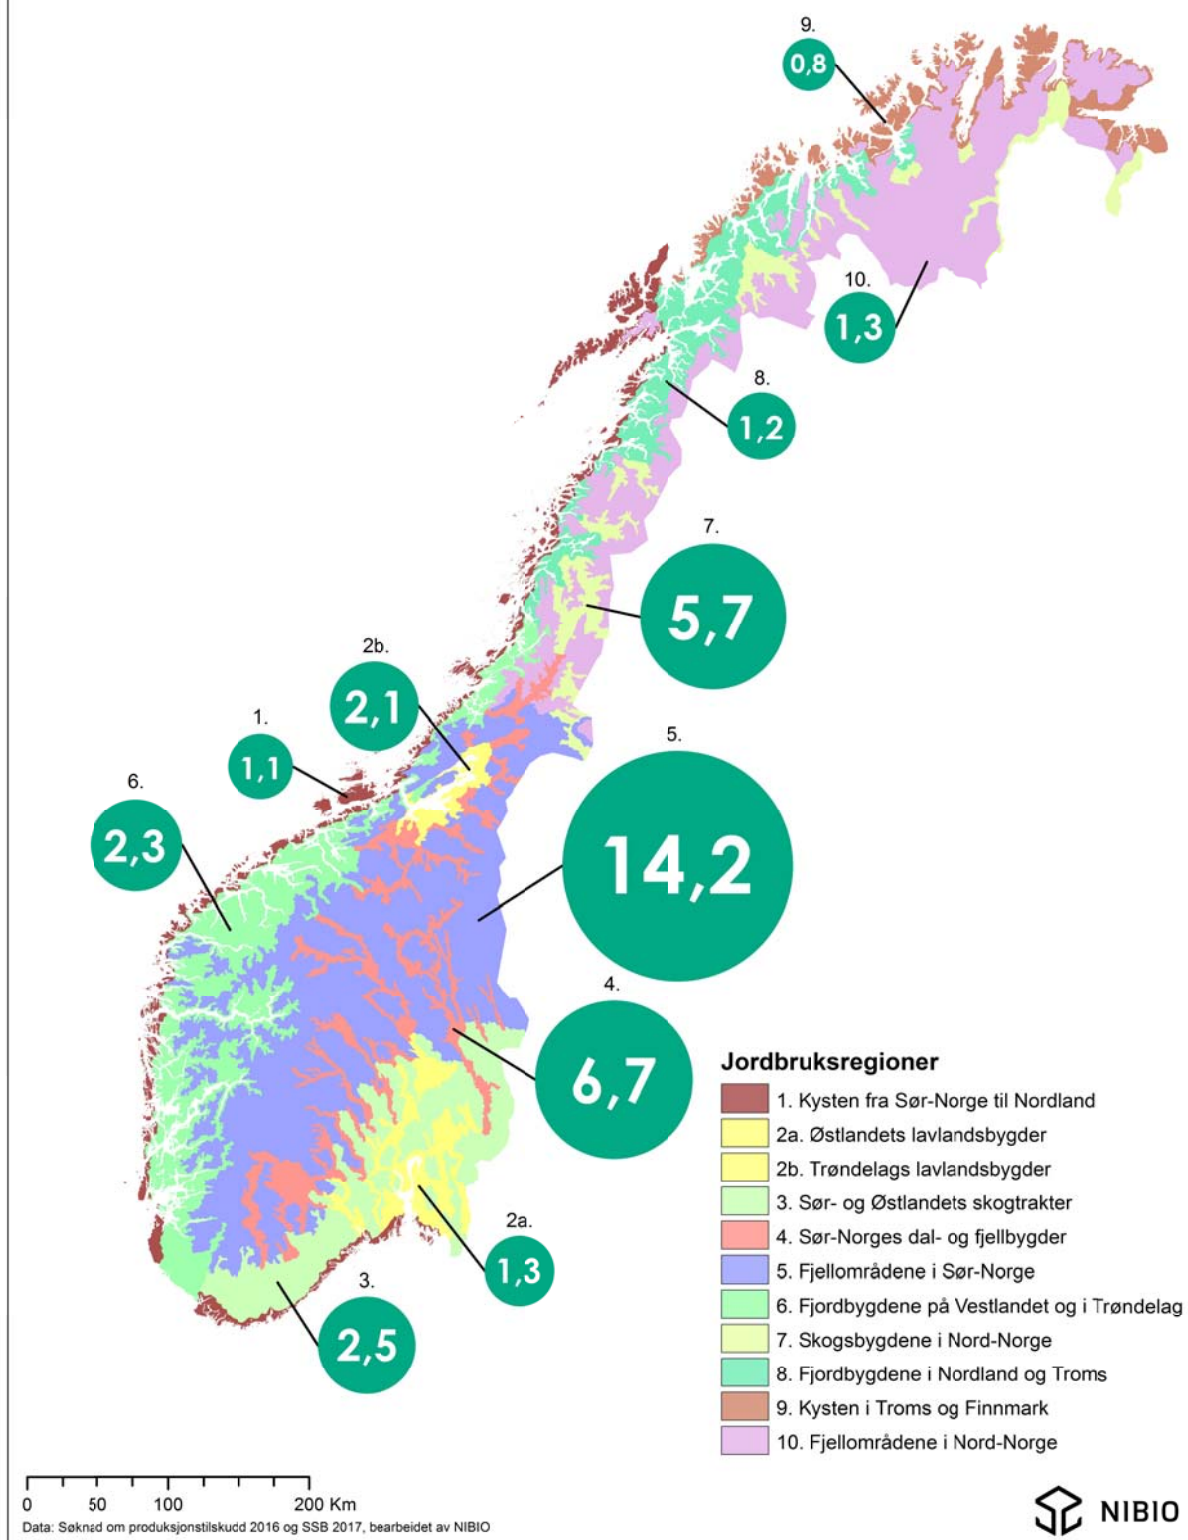 9.
0,8
10.
1,3
8.
1,2
7.
5,7
2b.
2,1
1.
1,1
5.
14,2
6.
2,3
4.
6,7
2a.
1,3
3.
2,5
Jordbruksregioner
1. Kysten fra Sør-Norge til Nordland
2a. Østlandets lavlandsbygder
2b. Trøndelags lavlandsbygder
3. Sør- og Østlandets skogtrakter
4. Sør-Norges dal- og fjellbygder
5. Fjellområdene i Sør-Norge
6. Fjordbygdene på Vestlandet og i Trøndelag
7. Skogsbygdene i Nord-Norge
8. Fjordbygdene i Nordland og Troms
9. Kysten i Troms og Finnmark
10. Fjellområdene i Nord-Norge
0 50 100 200 Km
Data: Søknad om produksjonstilskudd 2016 og SSB 2017, bearbeidet av NIBIO
NIBIO